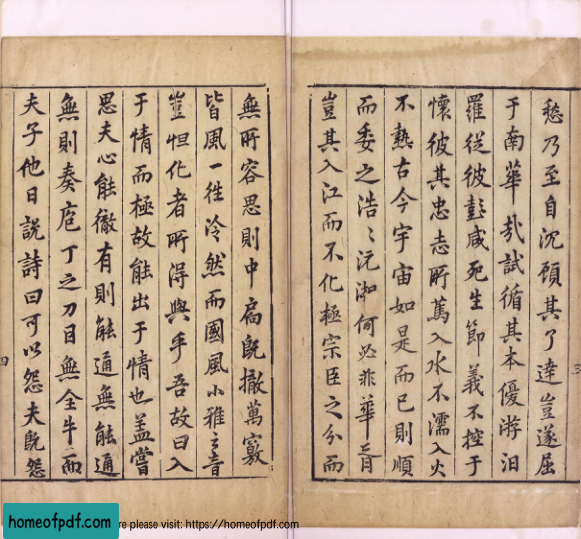 愁乃至自沉預其了達豈遂屈
于南華㢤試循其本優游汨
羅從彼彭咸死生節義不控于
懷彼其忠志所篤入水不濡入火
不熱古今宇宙如是而已則順
而委之浩〻沅湘何必非華胥
豈其入江而不化極宗臣之分而
三
無所容思則中扃既撤萬竅
皆風一往泠然而國風小雅之音
豈怛化者所得與乎吾故曰入
于情而極故能出于情也盖嘗
思夫心能徹有則能通無能通
無則奏庖丁之刀目無全牛而
夫子他日説詩曰可以怨夫既怨
四
homeofpdf.com
re please visit: https://homeofpdf.com